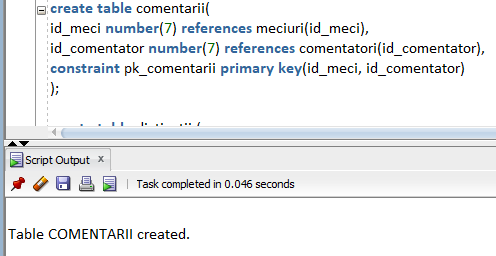 create table comentarii(
id_meci number(7) references meciuri(id_meci),
id_comentator number(7) references comentatori(id_comentator),
constraint pk_comentarii primary key(id_meci, id_comentator)
);
Script Output x
Task completed in 0.046 seconds
Table COMENTARII created.